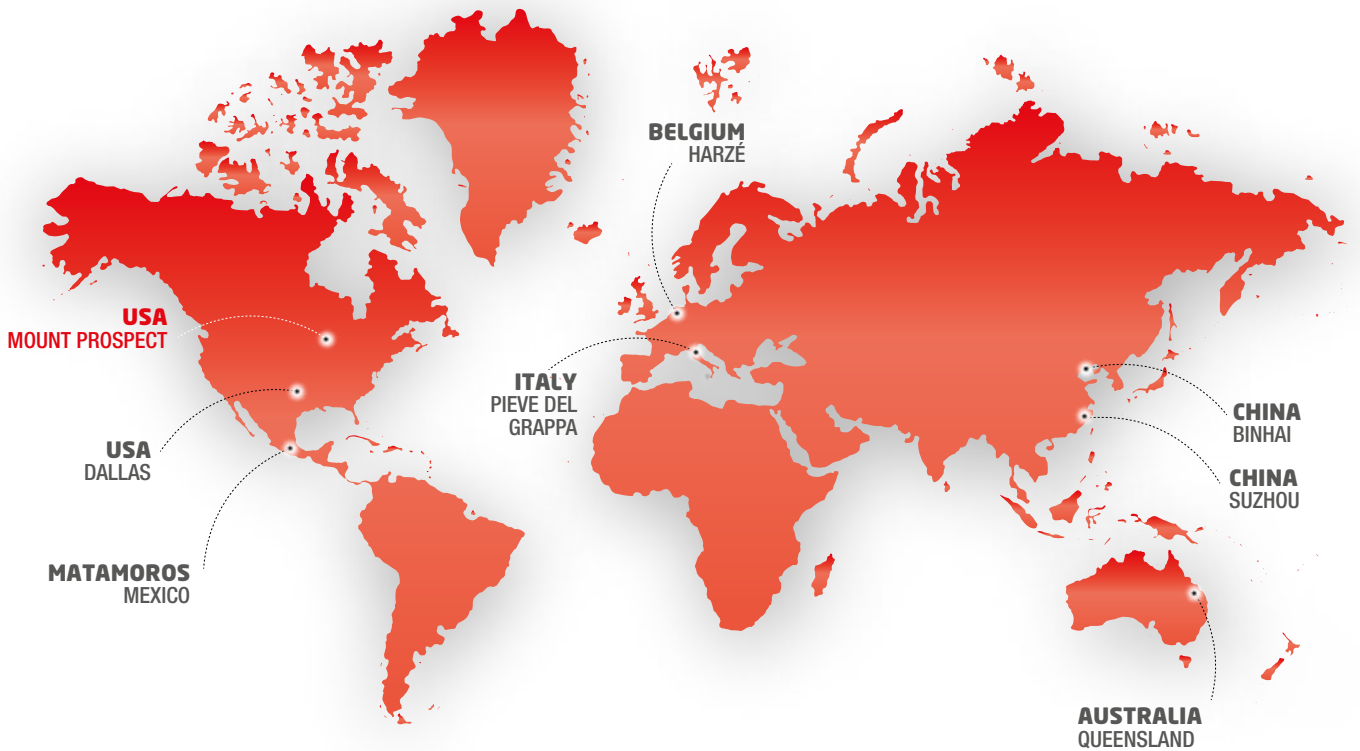 BELGIUM
HARZÉ
USA
MOUNT PROSPECT
ITALY
PIEVE DEL
GRAPPA
USA
DALLAS
CHINA
BINHAI
CHINA
SUZHOU
MATAMOROS
MEXICO
AUSTRALIA
QUEENSLAND